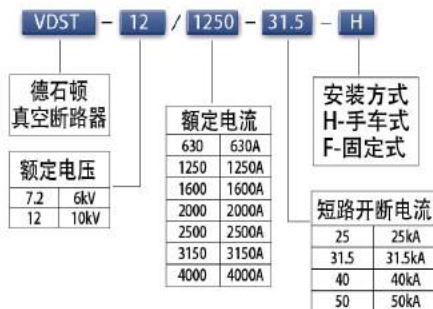 VDST - 12 / 1250 - 31.5 - H
德石顿
真空断路器
额定电压
7.2 6kV
12 10kV
額定电流
630 630A
1250 1250A
1600 1600A
2000 2000A
2500 2500A
3150 3150A
4000 4000A
安装方式
H-手车式
F-固定式
短路开断电流
25 25kA
31.5 31.5kA
40 40kA
50 50kA